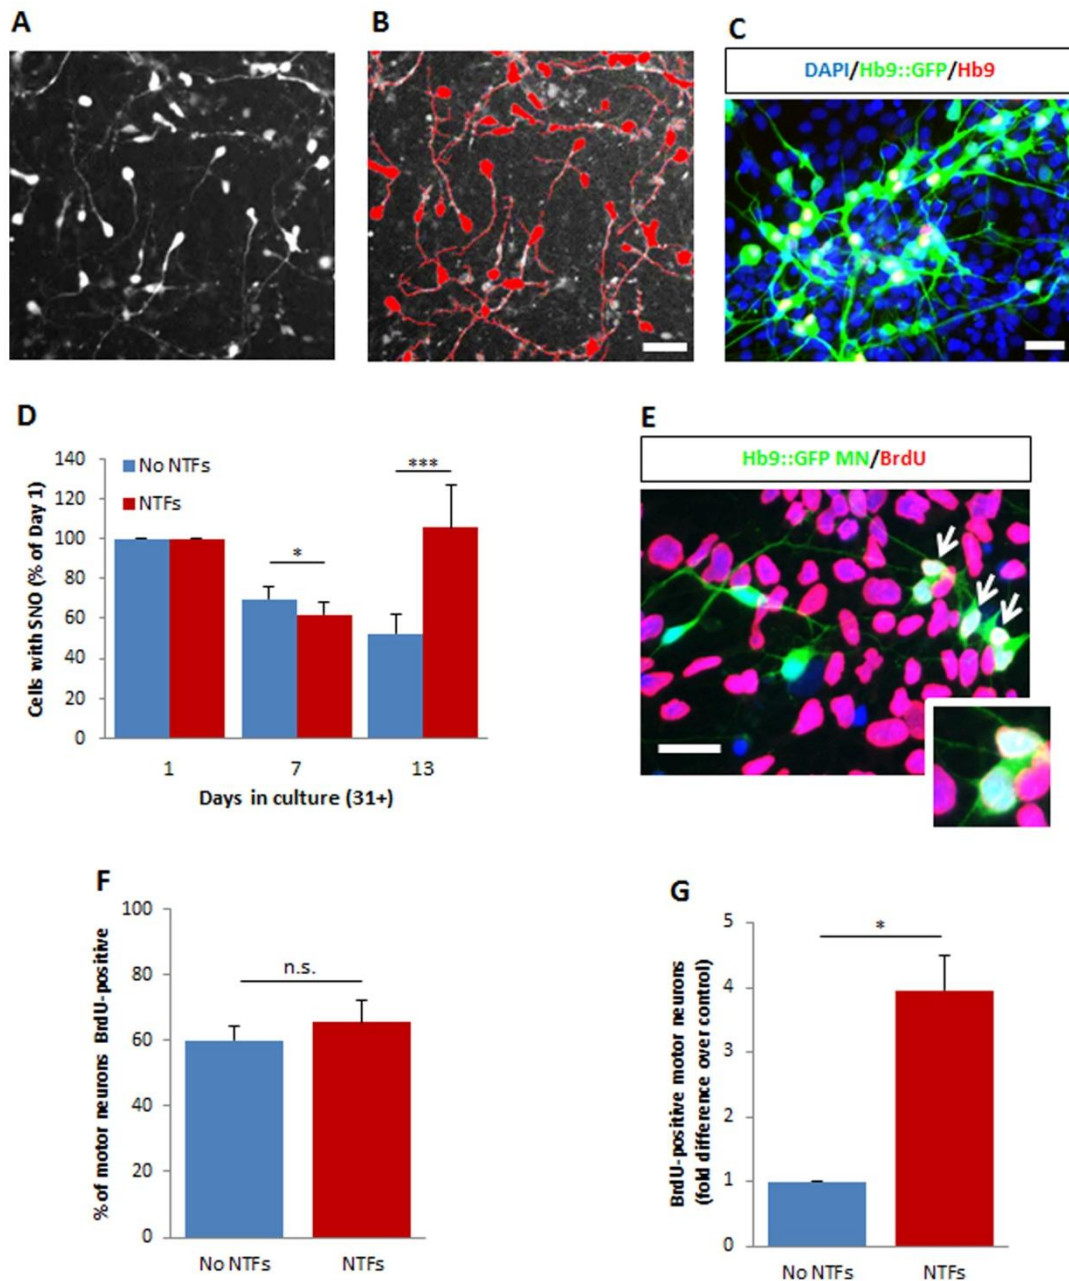 A
B
C
DAPI/Hb9::GFP/Hb9
D
Cells with SNO (% of Day 1)
140
120
100
80
60
40
20
0
No NTFs
NTFs
*
***
1
7
13
Days in culture (31+)
E
Hb9::GFP MN/BrdU
F
% of motor neurons BrdU-positive
100
80
60
40
20
0
n.s.
No NTFs
NTFs
G
BrdU-positive motor neurons
(fold difference over control)
5
4
3
2
1
0
*
No NTFs
NTFs